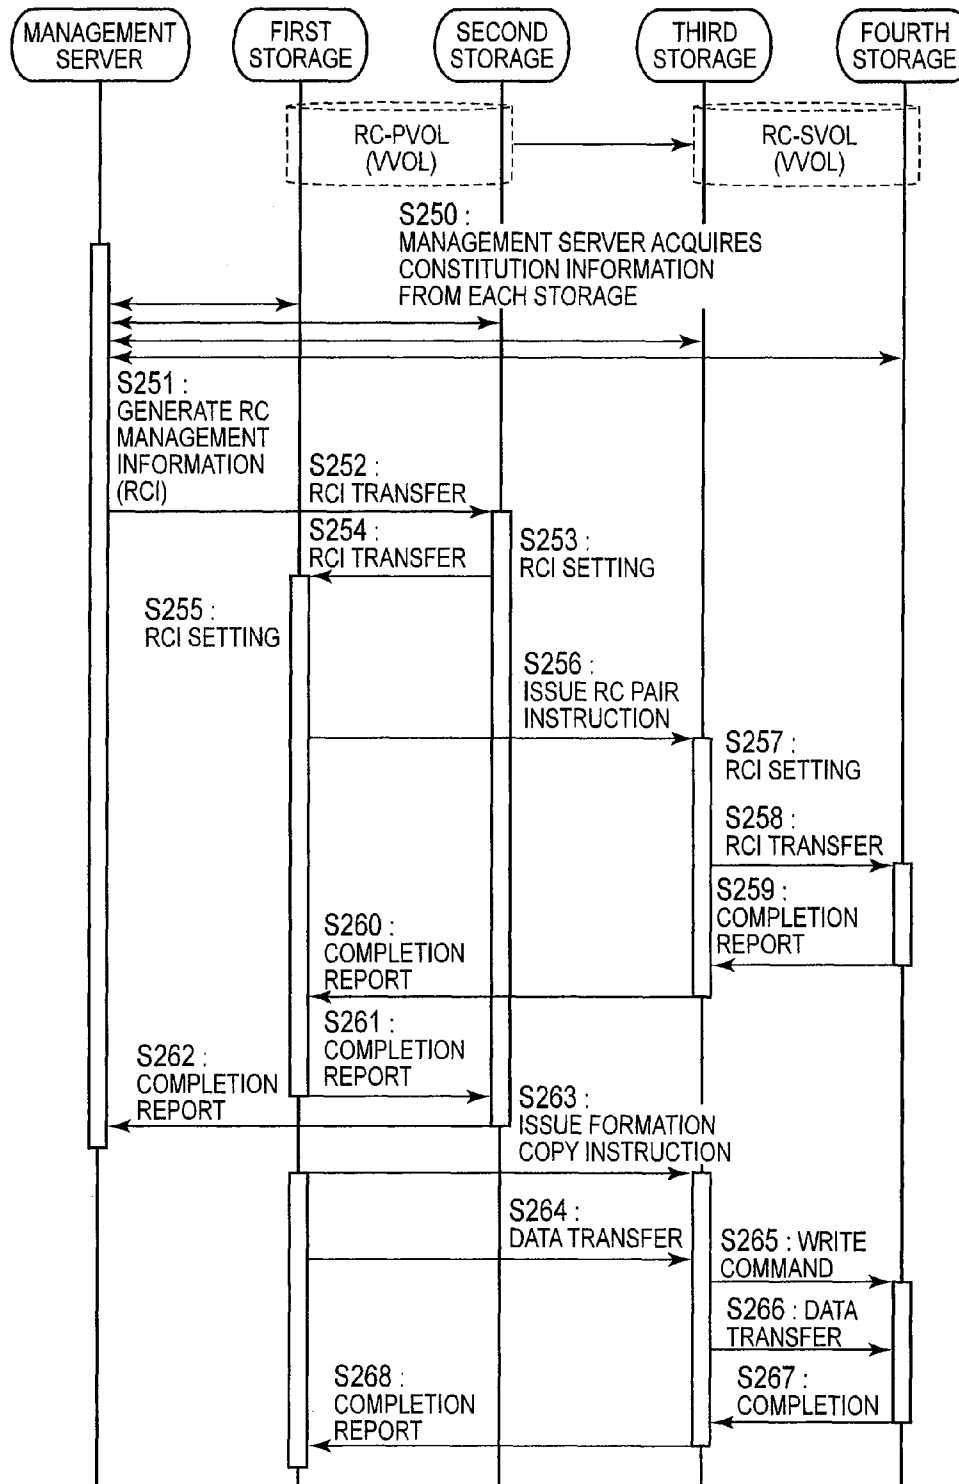 MANAGEMENT
SERVER
FIRST
STORAGE
SECOND
STORAGE
THIRD
STORAGE
FOURTH
STORAGE
RC-PVOL
(VVOL)
RC-SVOL
(VVOL)
S250 :
MANAGEMENT SERVER ACQUIRES
CONSTITUTION INFORMATION
FROM EACH STORAGE
S251 :
GENERATE RC
MANAGEMENT
INFORMATION
(RCI)
S252 :
RCI TRANSFER
S253 :
RCI SETTING
S254 :
RCI TRANSFER
S255 :
RCI SETTING
S256 :
ISSUE RC PAIR
INSTRUCTION
S257 :
RCI SETTING
S258 :
RCI TRANSFER
S259 :
COMPLETION
REPORT
S260 :
COMPLETION
REPORT
S261 :
COMPLETION
REPORT
S262 :
COMPLETION
REPORT
S263 :
ISSUE FORMATION
COPY INSTRUCTION
S264 :
DATA TRANSFER
S265 : WRITE
COMMAND
S266 : DATA
TRANSFER
S267 :
COMPLETION
S268 :
COMPLETION
REPORT